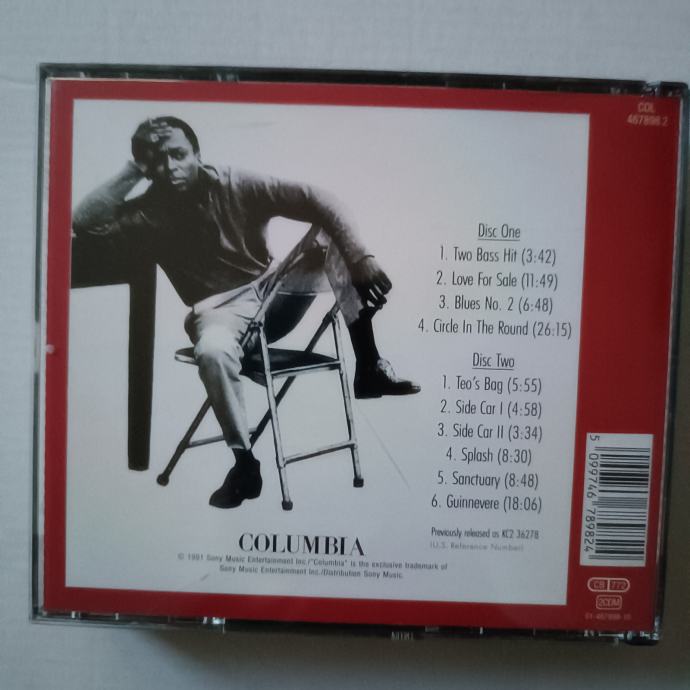 CDL
467898 2
Disc One
1. Two Bass Hit (3:42)
2. Love For Sale (11:49)
3. Blues No. 2 (6:48)
4. Circle In The Round (26:15)
Disc Two
1. Teo's Bag (5:55)
2. Side Car I (4:58)
3. Side Car II (3:34)
4. Splash (8:30)
5. Sanctuary (8:48)
6. Guinnevere (18:06)
Previously released as KC2 36278
(U.S. Reference Number)
COLUMBIA
© 1991 Sony Music Entertainment Inc./"Columbia" is the exclusive trademark of
Sony Music Entertainment Inc./Distribution Sony Music.
5 099746 789824
CB 772
2CDM